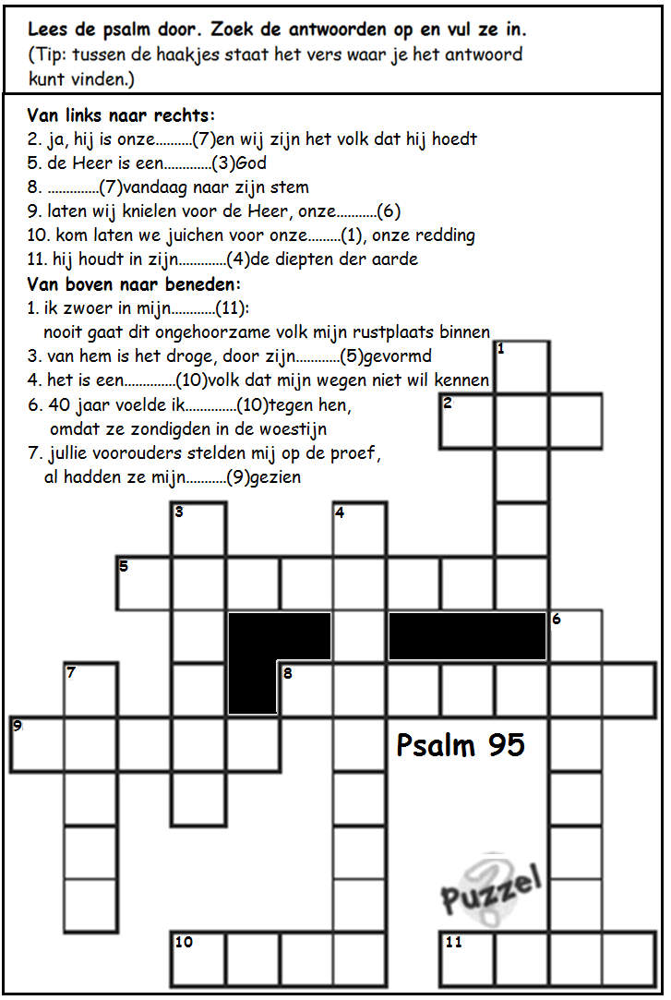 Lees de psalm door. Zoek de antwoorden op en vul ze in.
(Tip: tussen de haakjes staat het vers waar je het antwoord
kunt vinden.)
Van links naar rechts:
2. ja, hij is onze..........(7)en wij zijn het volk dat hij hoedt
5. de Heer is een.............(3)God
8. ..............(7)vandaag naar zijn stem
9. laten wij knielen voor de Heer, onze...........(6)
10. kom laten we juichen voor onze.........(1), onze redding
11. hij houdt in zijn.............(4)de diepten der aarde
Van boven naar beneden:
1. ik zwoer in mijn............(11):
nooit gaat dit ongehoorzame volk mijn rustplaats binnen
3. van hem is het droge, door zijn............(5)gevormd
4. het is een..............(10)volk dat mijn wegen niet wil kennen
6. 40 jaar voelde ik..............(10)tegen hen,
omdat ze zondigden in de woestijn
7. jullie voorouders stelden mij op de proef,
al hadden ze mijn...........(9)gezien
1
2
3
4
5
6
7
8
9
Psalm 95
Puzzel
10
11